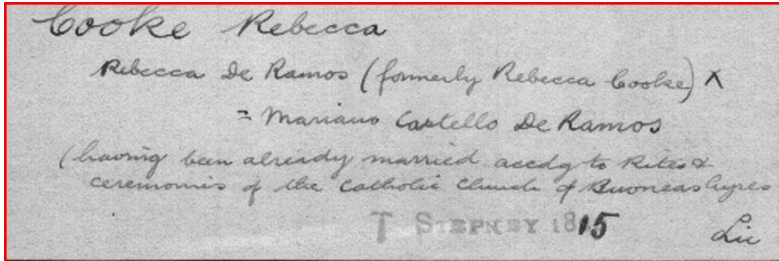 Cooke Rebecca
Rebecca De Ramos (formerly Rebecca Cooke) X
= Mariano Castello De Ramos
(having been already married accdg to Rites &
ceremonies of the Catholic Church of Buoneas Ayres
T STEPNEY 1815
Lic